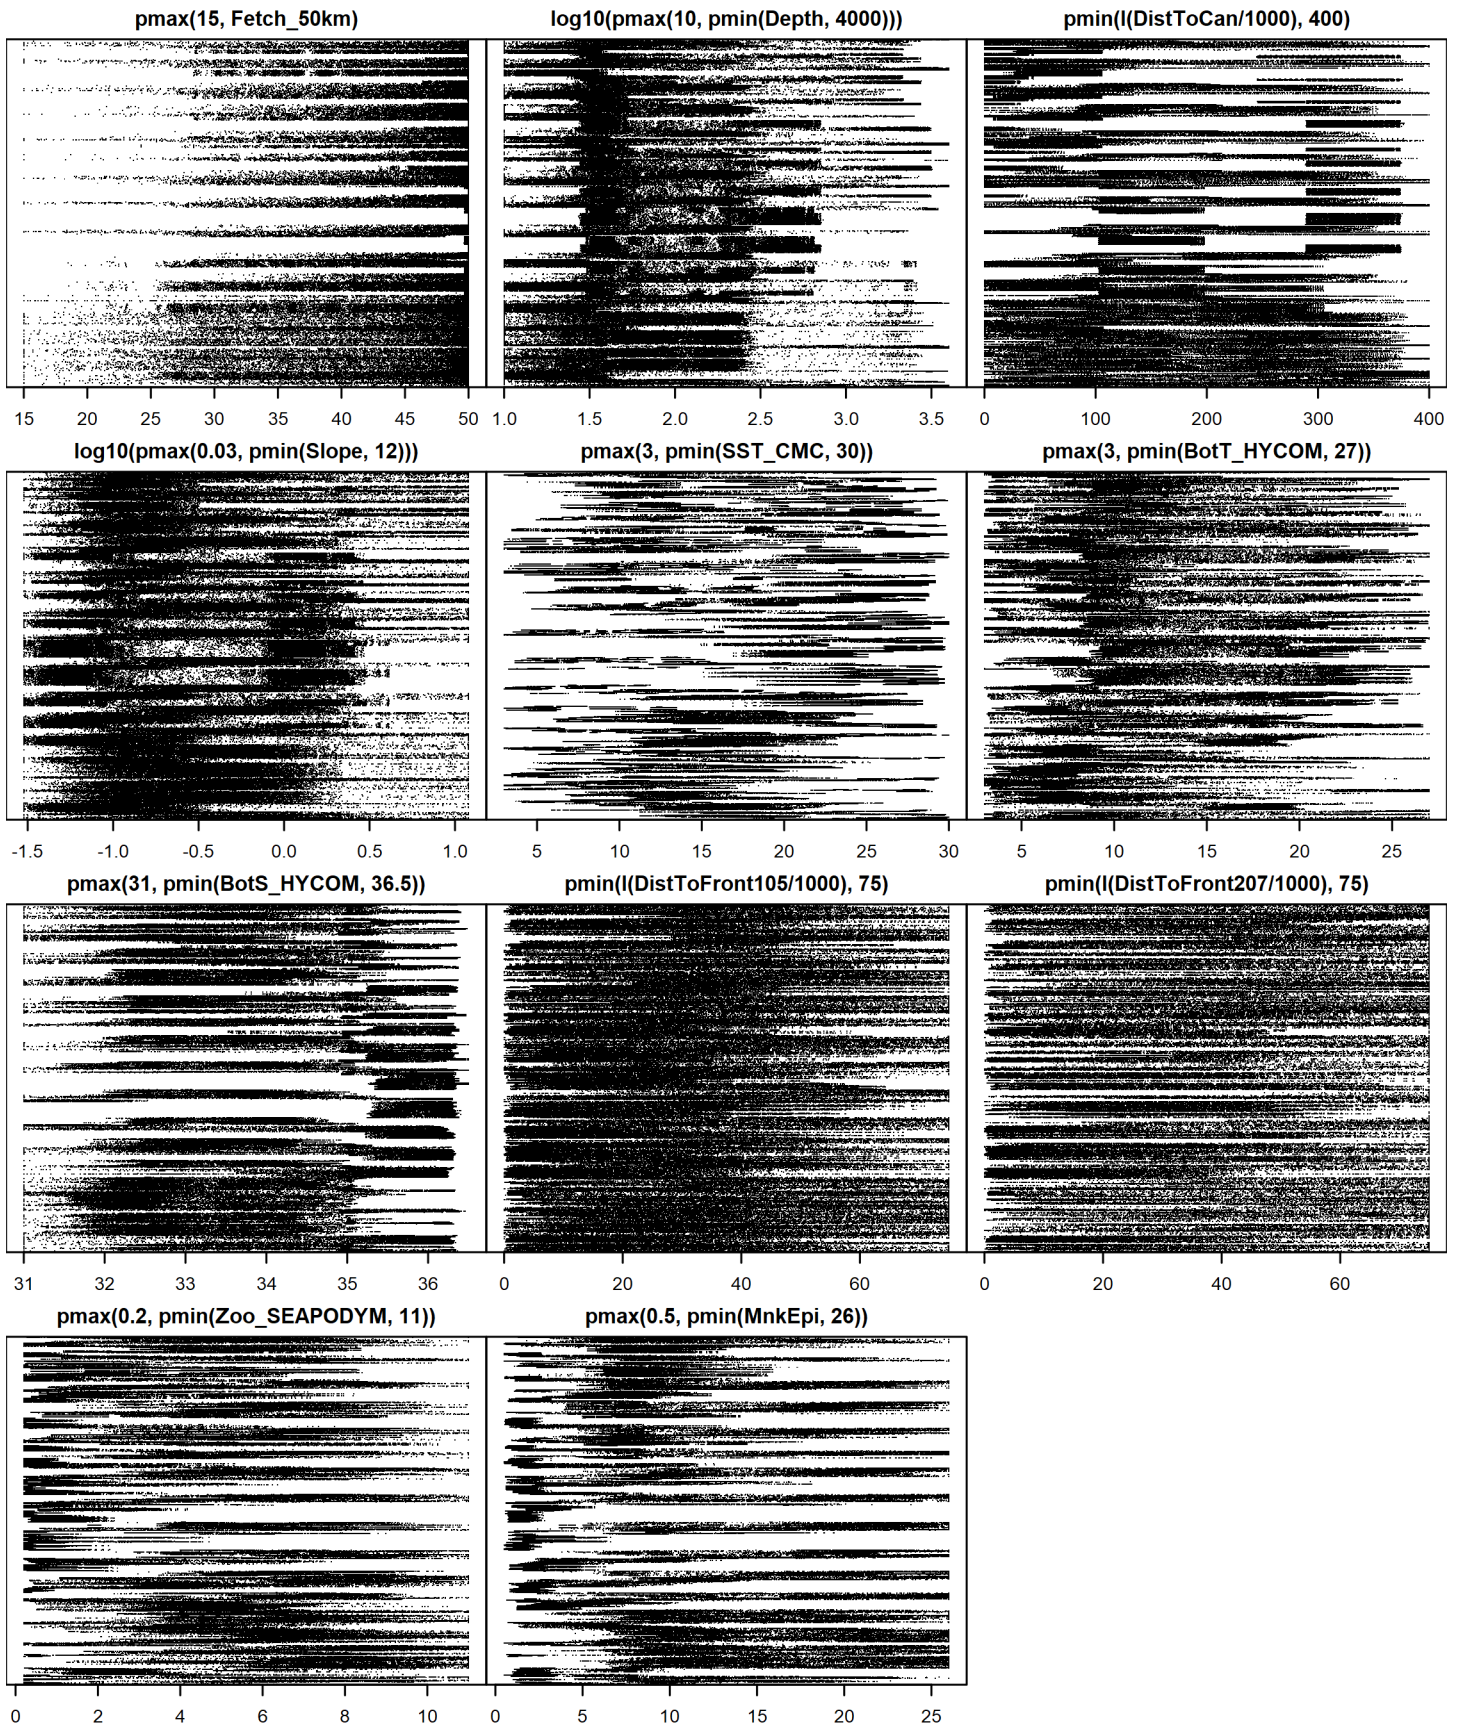 pmax(15, Fetch_50km) log10(pmax(10, pmin(Depth, 4000))) pmin(I(DistToCan/1000), 400)
15 20 25 30 35 40 45 50 1.0 1.5 2.0 2.5 3.0 3.5 0 100 200 300 400
log10(pmax(0.03, pmin(Slope, 12))) pmax(3, pmin(SST_CMC, 30)) pmax(3, pmin(BotT_HYCOM, 27))
-1.5 -1.0 -0.5 0.0 0.5 1.0 5 10 15 20 25 30 5 10 15 20 25
pmax(31, pmin(BotS_HYCOM, 36.5)) pmin(I(DistToFront105/1000), 75) pmin(I(DistToFront207/1000), 75)
31 32 33 34 35 36 0 20 40 60 0 20 40 60
pmax(0.2, pmin(Zoo_SEAPODYM, 11)) pmax(0.5, pmin(MnkEpi, 26))
0 2 4 6 8 10 0 5 10 15 20 25